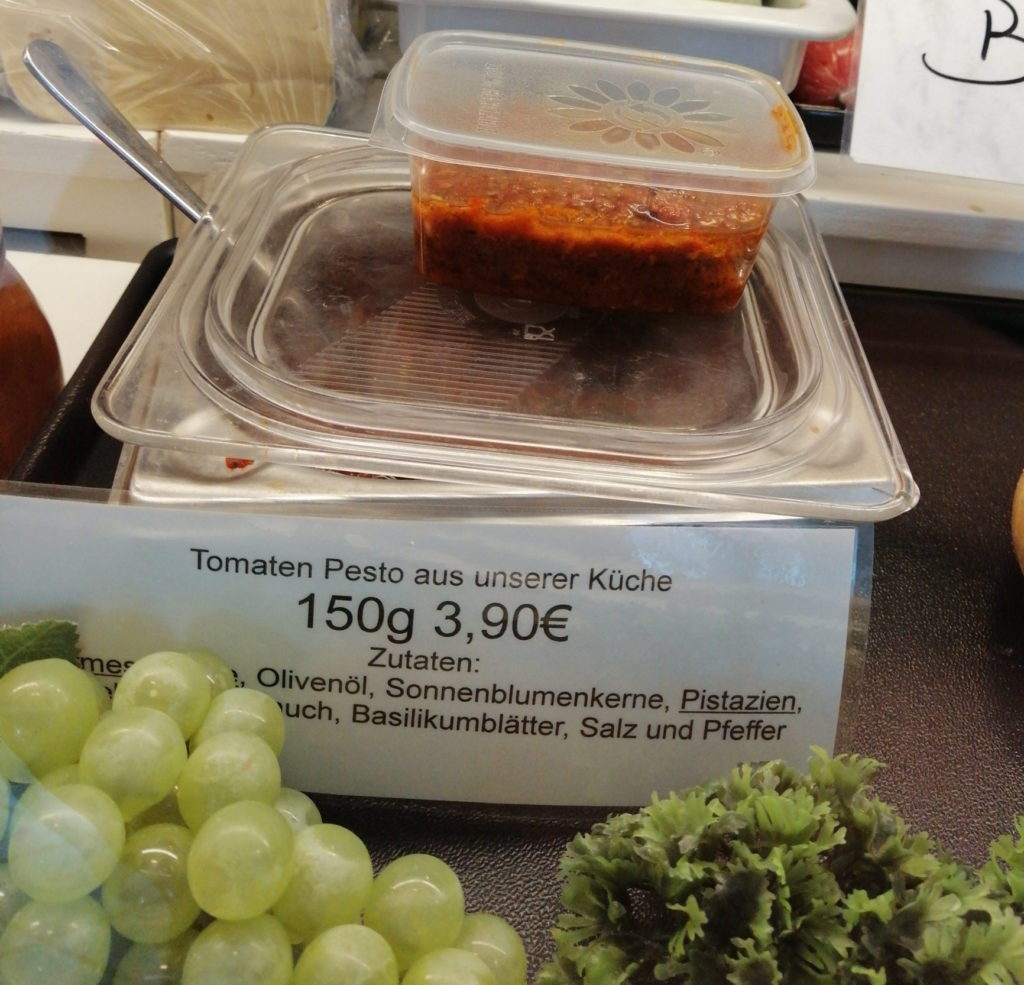 Tomaten Pesto aus unserer Küche
150g 3,90€
Zutaten:
Olivenöl, Sonnenblumenkerne, Pistazien,
Basilikumblätter, Salz und Pfeffer